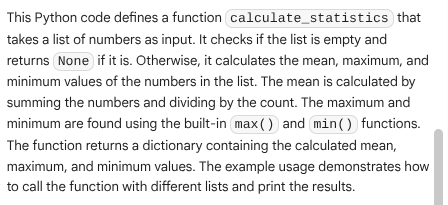 This Python code defines a function calculate_statistics that
takes a list of numbers as input. It checks if the list is empty and
returns None if it is. Otherwise, it calculates the mean, maximum, and
minimum values of the numbers in the list. The mean is calculated by
summing the numbers and dividing by the count. The maximum and
minimum are found using the built-in max() and min() functions.
The function returns a dictionary containing the calculated mean,
maximum, and minimum values. The example usage demonstrates how
to call the function with different lists and print the results.